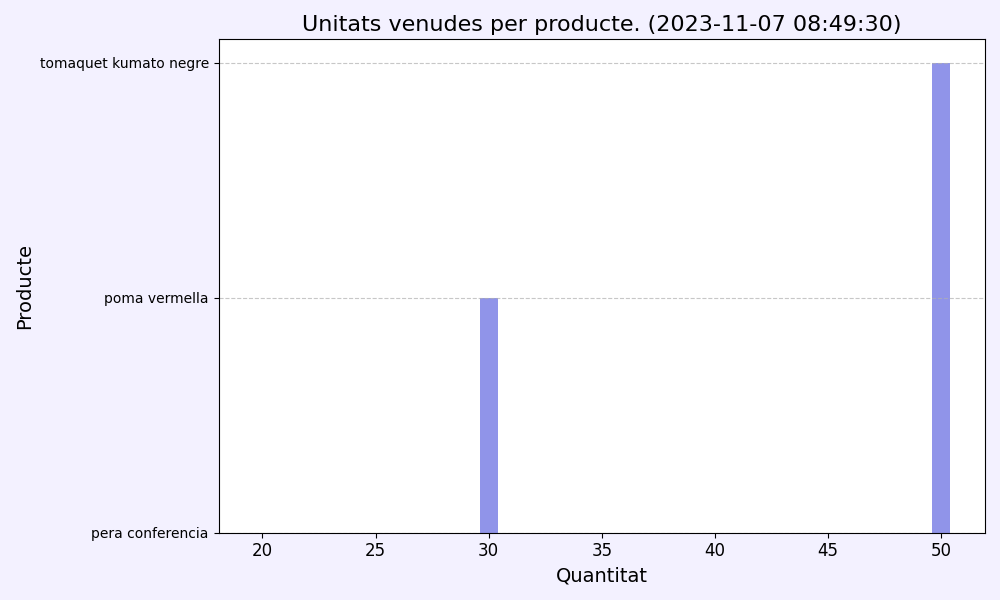 Unitats venudes per producte. (2023-11-07 08:49:30)
tomaquet kumato negre
poma vermella
pera conferencia
Producte
20 25 30 35 40 45 50
Quantitat